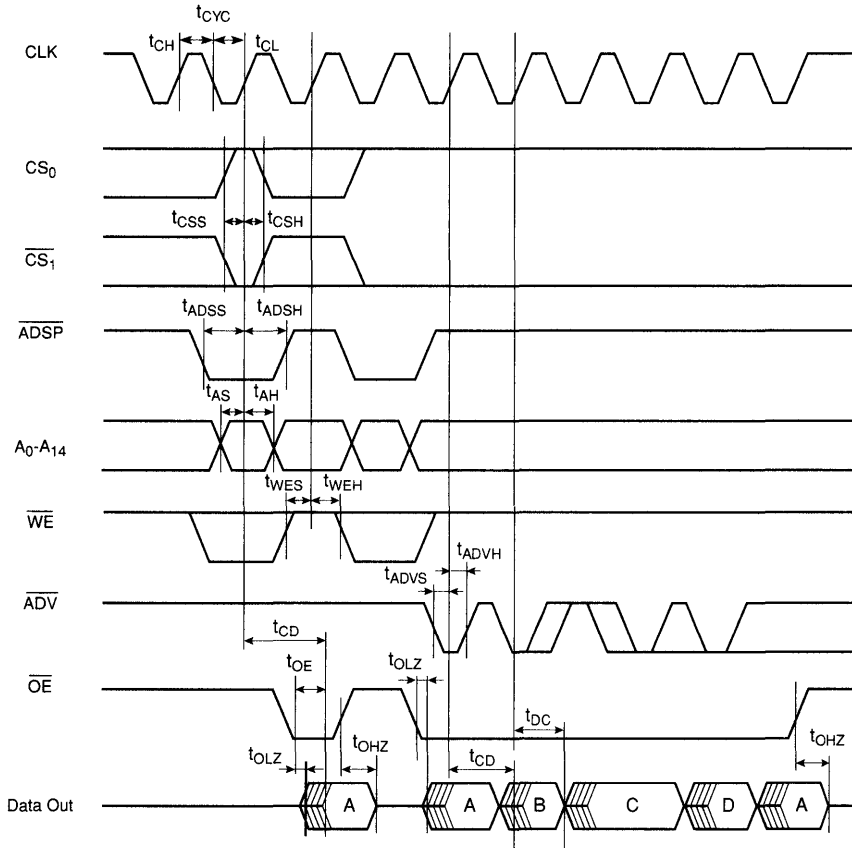 tCYC
tCH
tCL
CLK
CS0
tCSS
tCSH
CS1
tADSS
tADSH
ADSP
tAS
tAH
A0-A14
tWES
tWEH
WE
tADVH
tADVS
ADV
tCD
tOE
tOLZ
OE
tDC
tOLZ
tOHZ
tCD
tOHZ
Data Out
A
A
B
C
D
A